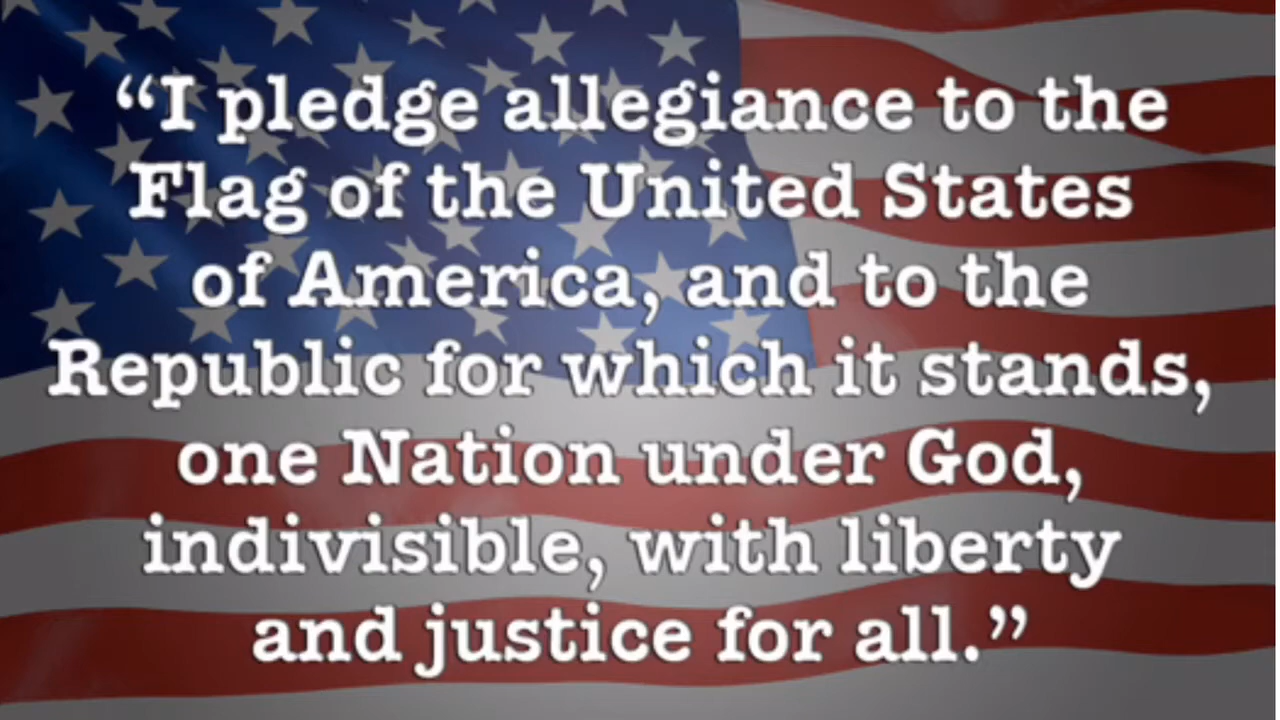 “I pledge allegiance to the
Flag of the United States
of America, and to the
Republic for which it stands,
one Nation under God,
indivisible, with liberty
and justice for all.”